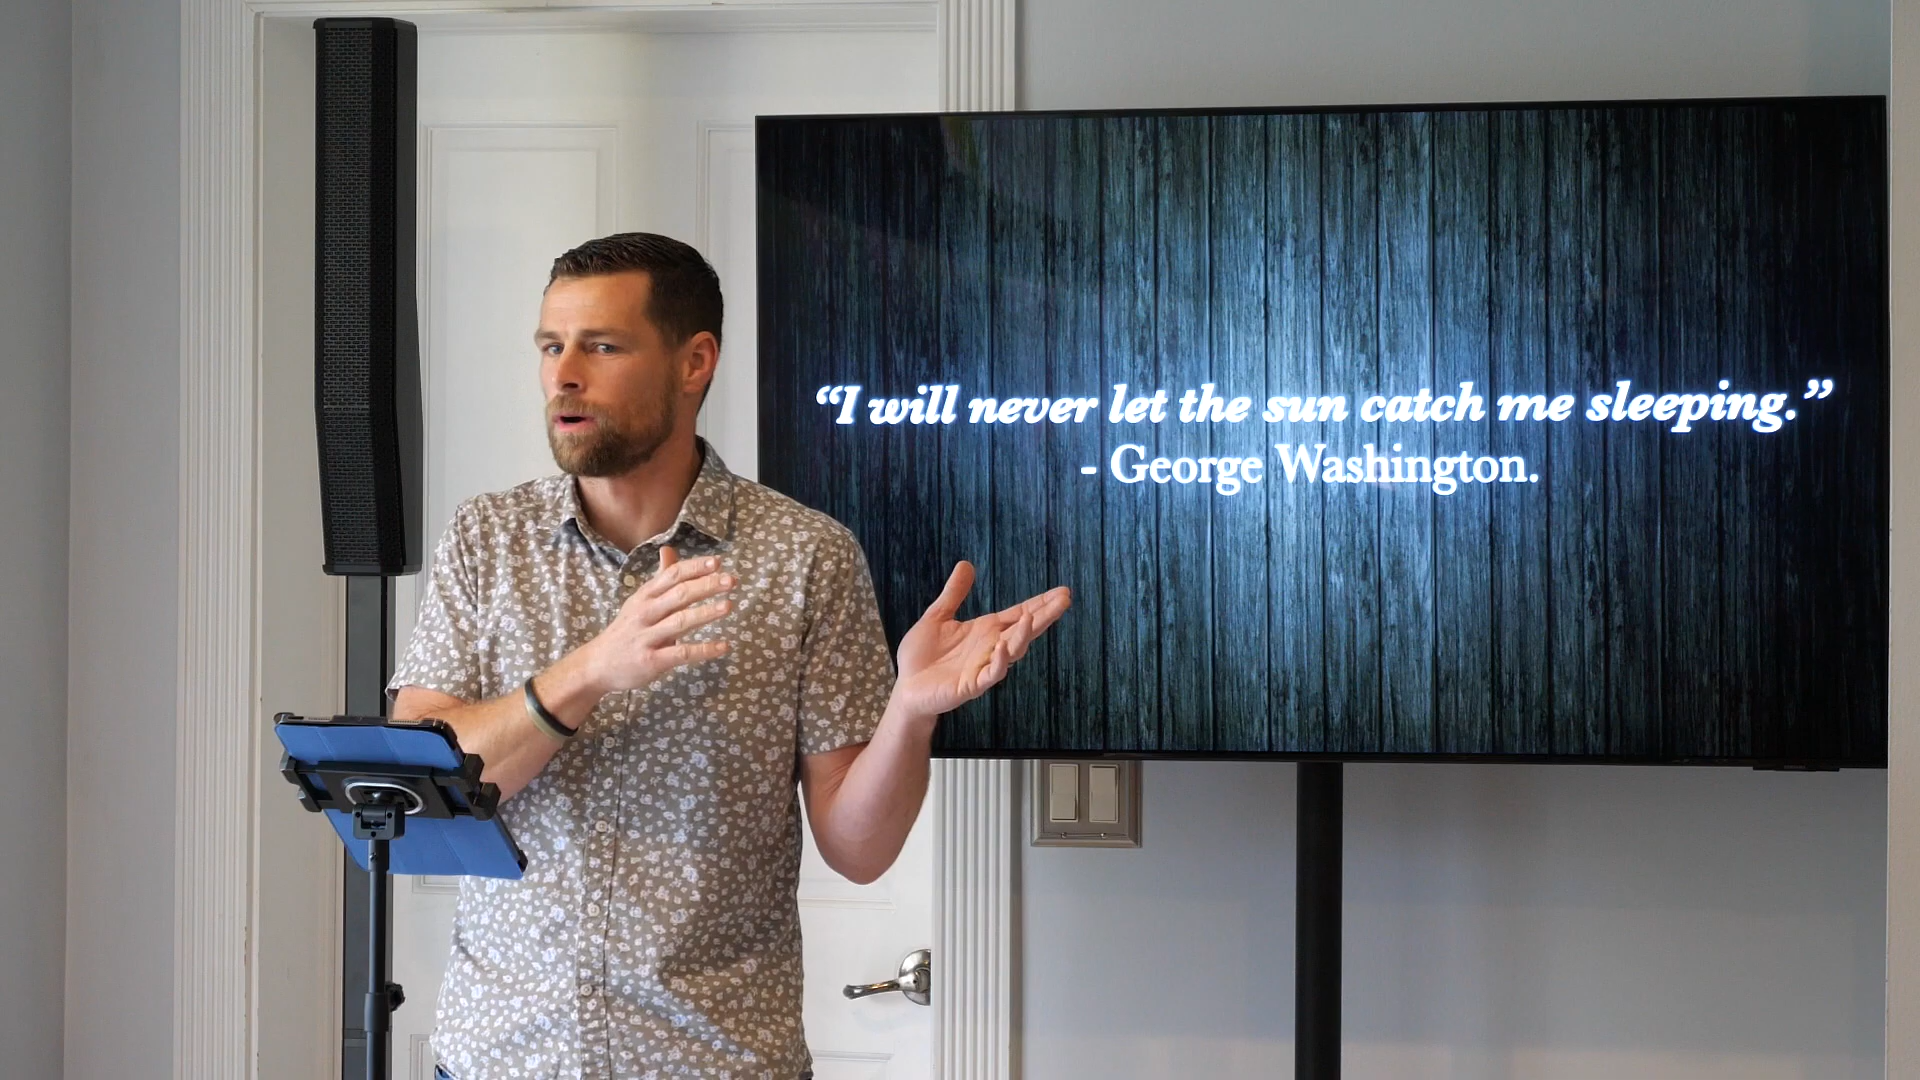 “I will never let the sun catch me sleeping.”
- George Washington.